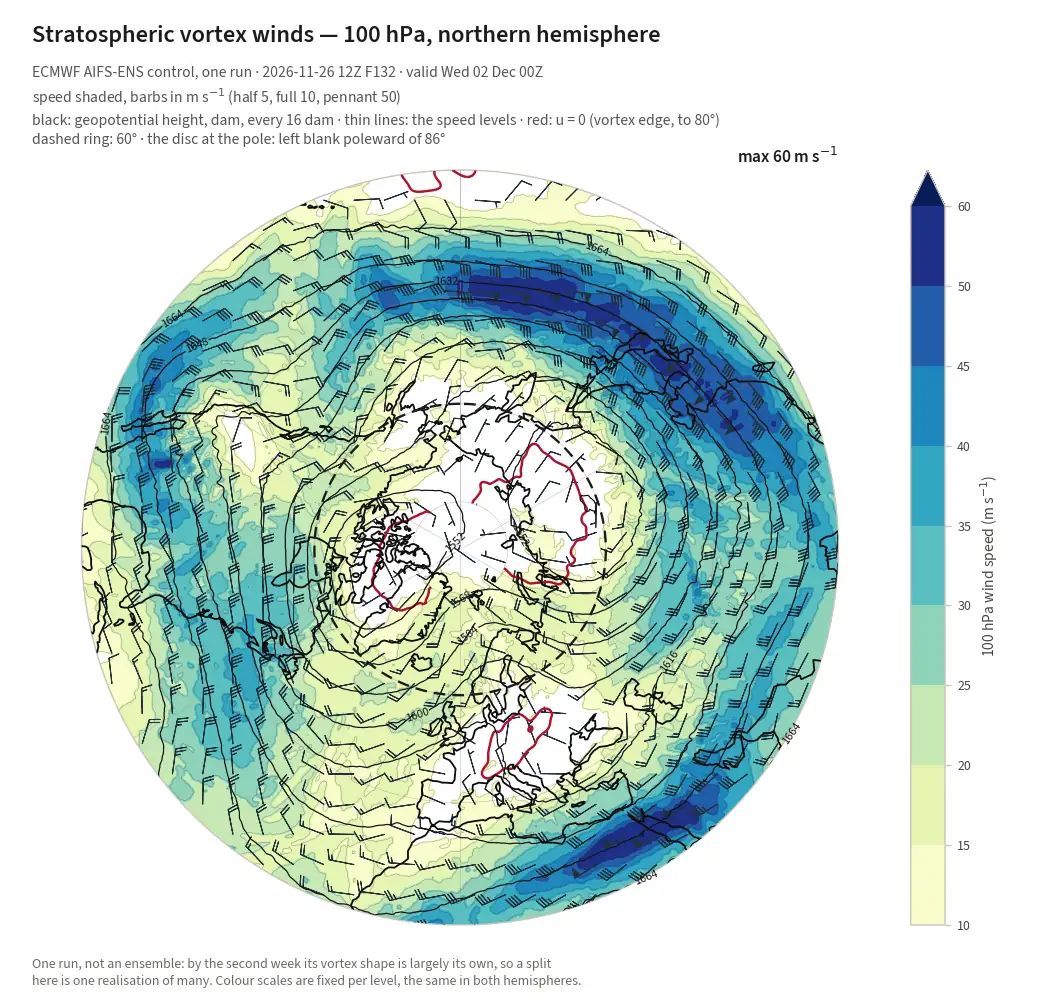 Stratospheric vortex winds — 100 hPa, northern hemisphere
ECMWF AIFS-ENS control, one run · 2026-11-26 12Z F132 · valid Wed 02 Dec 00Z
speed shaded, barbs in m s⁻¹ (half 5, full 10, pennant 50)
black: geopotential height, dam, every 16 dam · thin lines: the speed levels · red: u = 0 (vortex edge, to 80°)
dashed ring: 60° · the disc at the pole: left blank poleward of 86°
max 60 m s⁻¹
1664
1632
1664
1648
1664
1552
1568
1584
1616
1600
1664
1664
60
50
45
40
35
30
25
20
15
10
100 hPa wind speed (m s⁻¹)
One run, not an ensemble: by the second week its vortex shape is largely its own, so a split
here is one realisation of many. Colour scales are fixed per level, the same in both hemispheres.